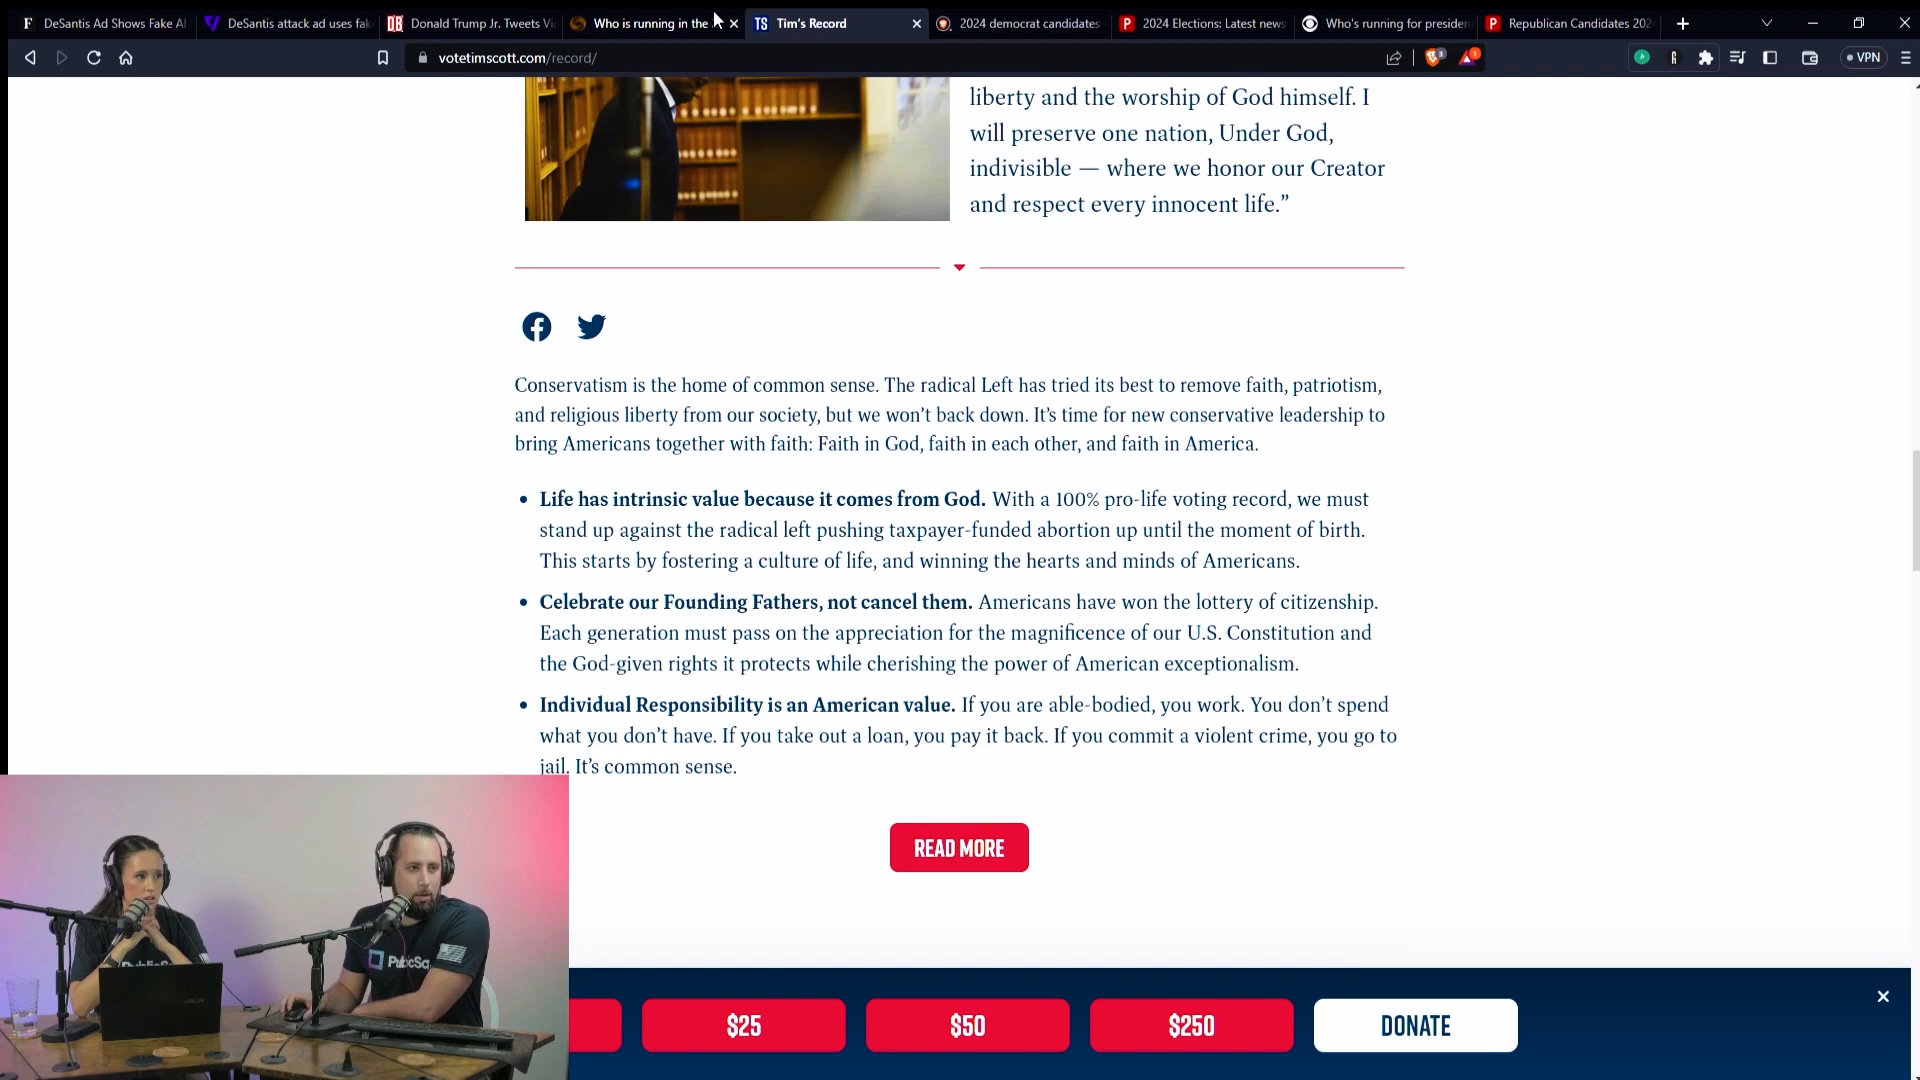 DeSantis Ad Shows Fake AI
DeSantis attack ad uses fak
Donald Trump Jr. Tweets Vi
Who is running in the
TS Tim's Record
2024 democrat candidates
2024 Elections: Latest news
Who's running for presiden
Republican Candidates 202
votetimscott.com/record/
VPN
liberty and the worship of God himself. I
will preserve one nation, Under God,
indivisible — where we honor our Creator
and respect every innocent life.”
Conservatism is the home of common sense. The radical Left has tried its best to remove faith, patriotism,
and religious liberty from our society, but we won’t back down. It’s time for new conservative leadership to
bring Americans together with faith: Faith in God, faith in each other, and faith in America.
• Life has intrinsic value because it comes from God. With a 100% pro-life voting record, we must
stand up against the radical left pushing taxpayer-funded abortion up until the moment of birth.
This starts by fostering a culture of life, and winning the hearts and minds of Americans.
• Celebrate our Founding Fathers, not cancel them. Americans have won the lottery of citizenship.
Each generation must pass on the appreciation for the magnificence of our U.S. Constitution and
the God-given rights it protects while cherishing the power of American exceptionalism.
• Individual Responsibility is an American value. If you are able-bodied, you work. You don’t spend
what you don’t have. If you take out a loan, you pay it back. If you commit a violent crime, you go to
jail. It’s common sense.
READ MORE
$25
$50
$250
DONATE